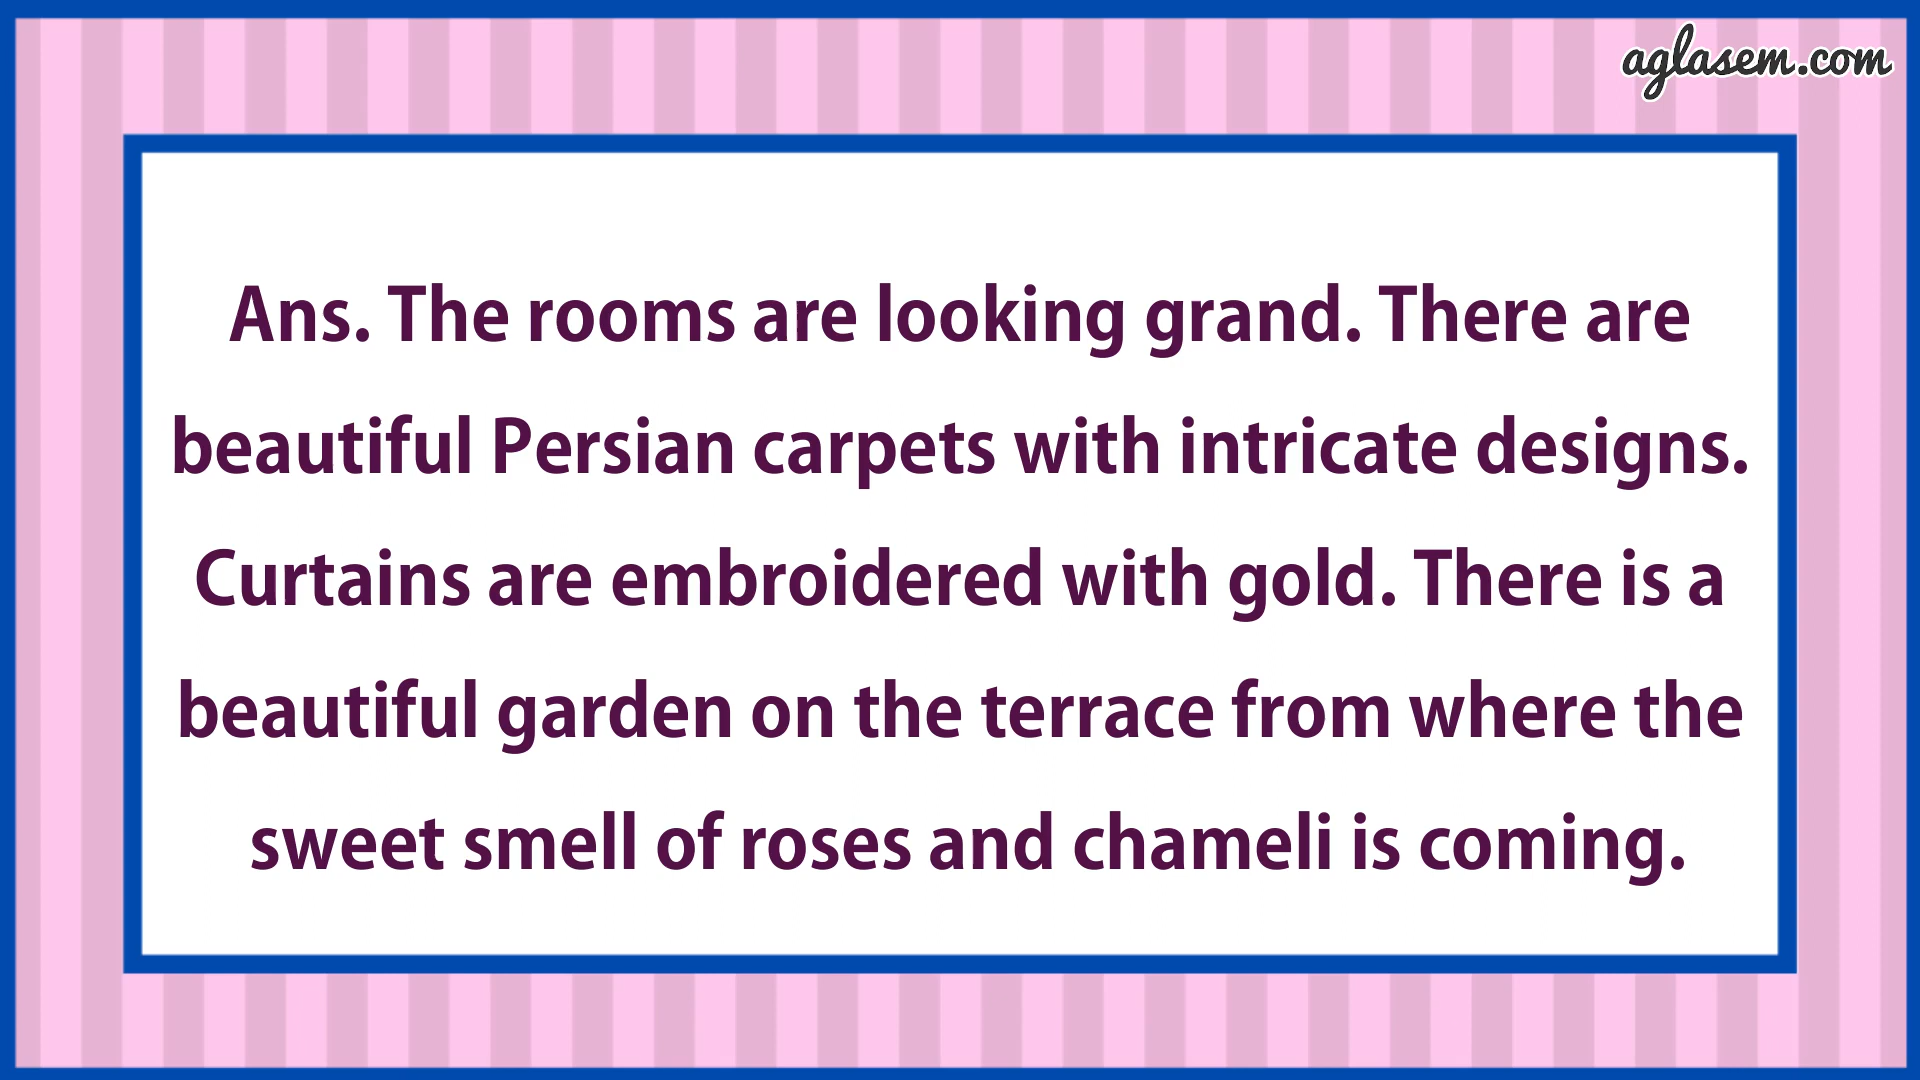 aglasem.com
Ans. The rooms are looking grand. There are
beautiful Persian carpets with intricate designs.
Curtains are embroidered with gold. There is a
beautiful garden on the terrace from where the
sweet smell of roses and chameli is coming.